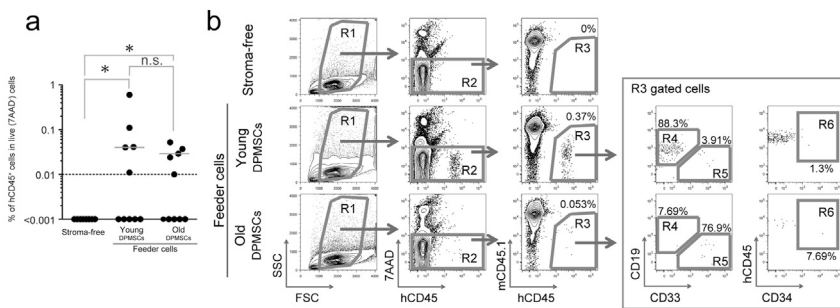 a
*
*
n.s.
% of hCD45⁺ cells in live (7AAD⁻) cells
1
0.1
0.01
<0.001
Stroma-free
Young
DPMSCs
Old
DPMSCs
Feeder cells
b
Stroma-free
Feeder cells
Young
DPMSCs
Old
DPMSCs
R1
R2
0%
R3
R1
R2
0.37%
R3
R1
R2
0.053%
R3
SSC
FSC
7AAD
hCD45
mCD45.1
hCD45
R3 gated cells
88.3%
R4
3.91%
R5
R6
1.3%
7.69%
R4
76.9%
R5
R6
7.69%
CD19
CD33
hCD45
CD34